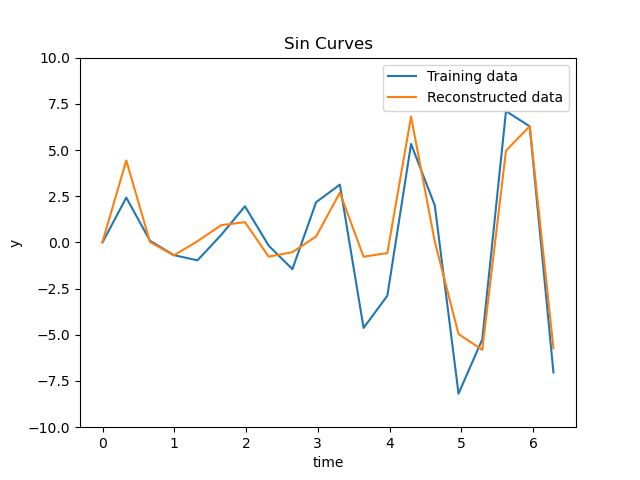 Sin Curves
Training data
Reconstructed data
10.0
7.5
5.0
2.5
0.0
−2.5
−5.0
−7.5
−10.0
y
0 1 2 3 4 5 6
time